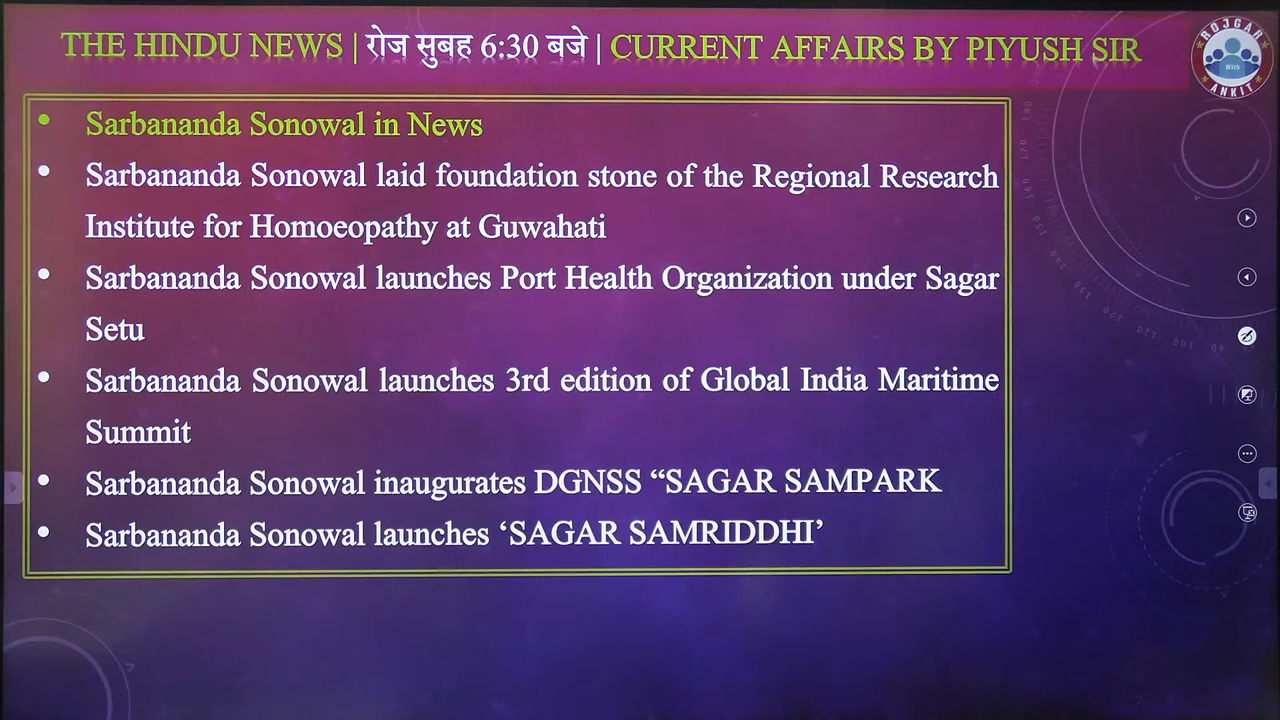 THE HINDU NEWS | रोज सुबह 6:30 बजे | CURRENT AFFAIRS BY PIYUSH SIR
ROJGAR
With
ANKIT
• Sarbananda Sonowal in News
• Sarbananda Sonowal laid foundation stone of the Regional Research
Institute for Homoeopathy at Guwahati
• Sarbananda Sonowal launches Port Health Organization under Sagar
Setu
• Sarbananda Sonowal launches 3rd edition of Global India Maritime
Summit
• Sarbananda Sonowal inaugurates DGNSS “SAGAR SAMPARK
• Sarbananda Sonowal launches ‘SAGAR SAMRIDDHI’